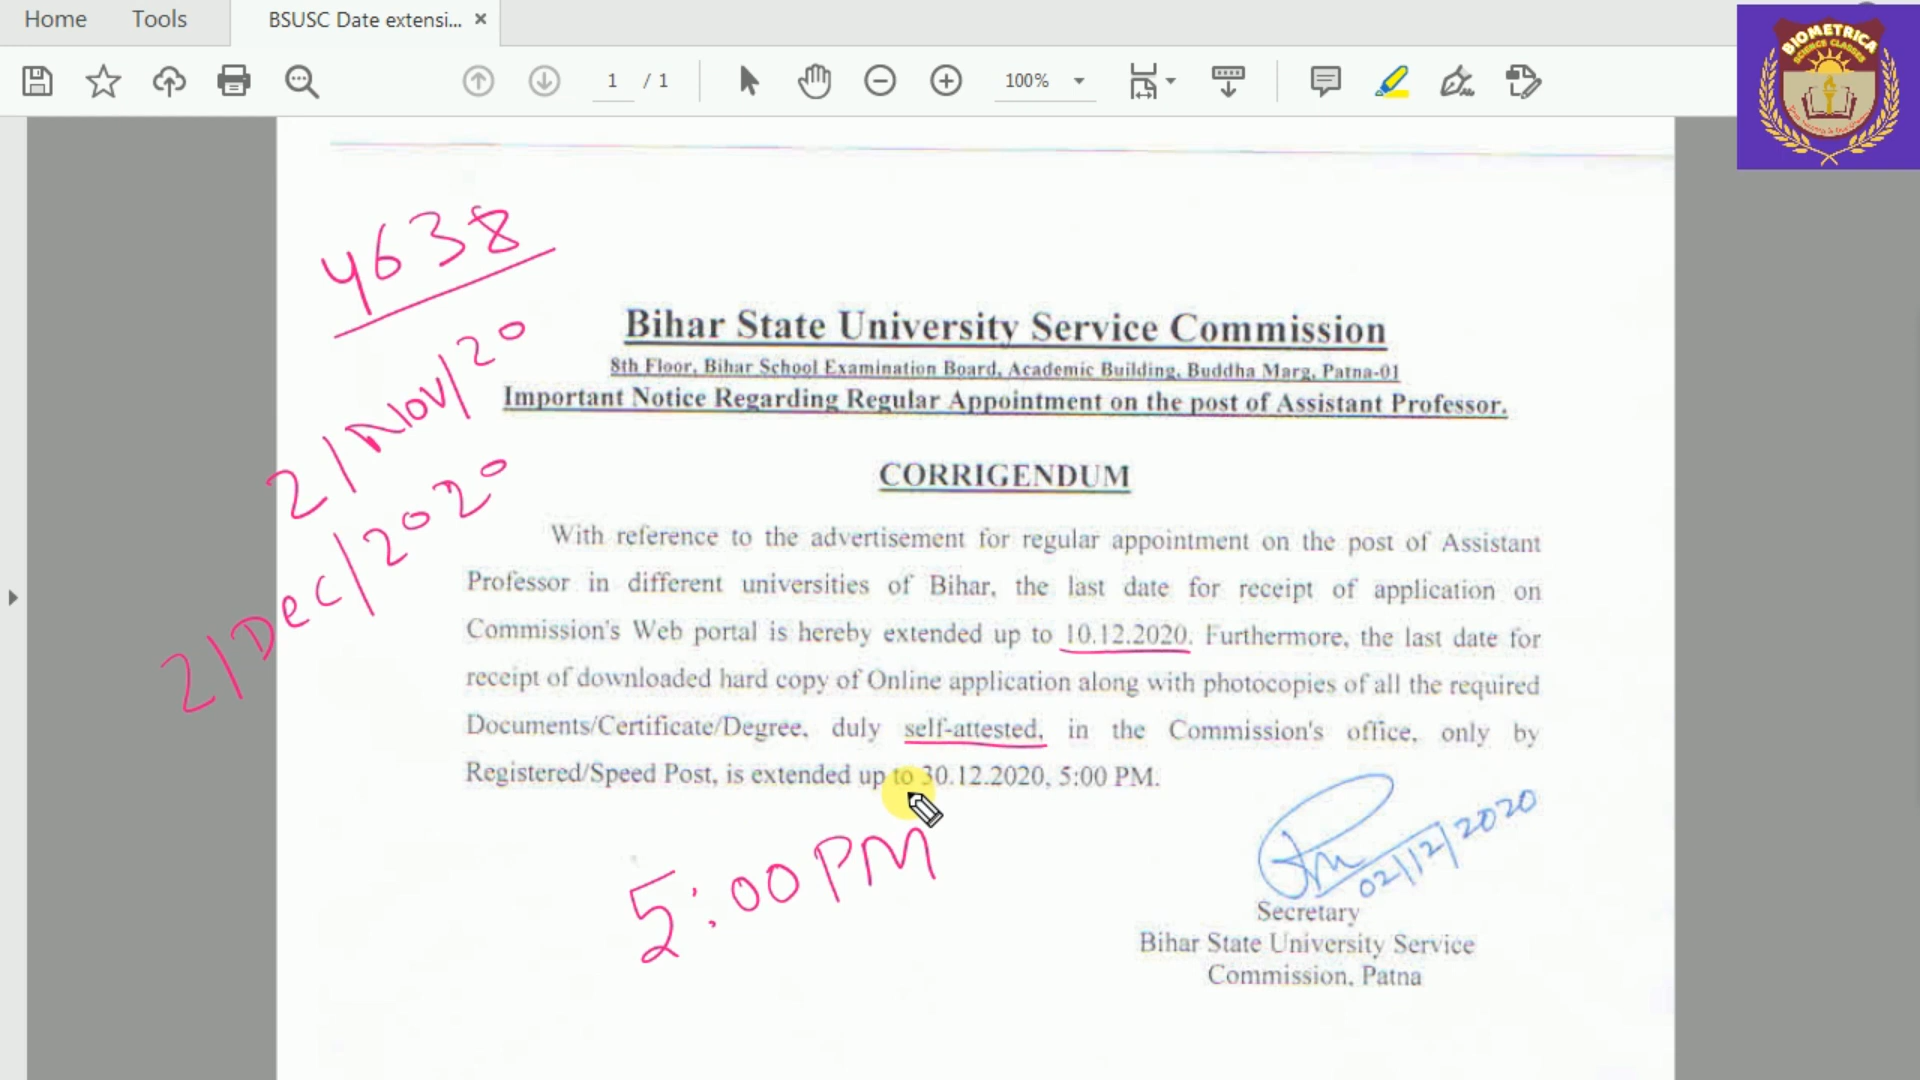 Home Tools BSUSC Date extensi... ×
1 / 1 100%
BIOMETRICA
SCIENCE CLASSES
4638
2/Nov/20
2/Dec/2020
Bihar State University Service Commission
8th Floor, Bihar School Examination Board, Academic Building, Buddha Marg, Patna-01
Important Notice Regarding Regular Appointment on the post of Assistant Professor.
CORRIGENDUM
With reference to the advertisement for regular appointment on the post of Assistant
Professor in different universities of Bihar, the last date for receipt of application on
Commission's Web portal is hereby extended up to 10.12.2020. Furthermore, the last date for
receipt of downloaded hard copy of Online application along with photocopies of all the required
Documents/Certificate/Degree, duly self-attested, in the Commission's office, only by
Registered/Speed Post, is extended up to 30.12.2020, 5:00 PM.
5:00 PM
02/12/2020
Secretary
Bihar State University Service
Commission, Patna